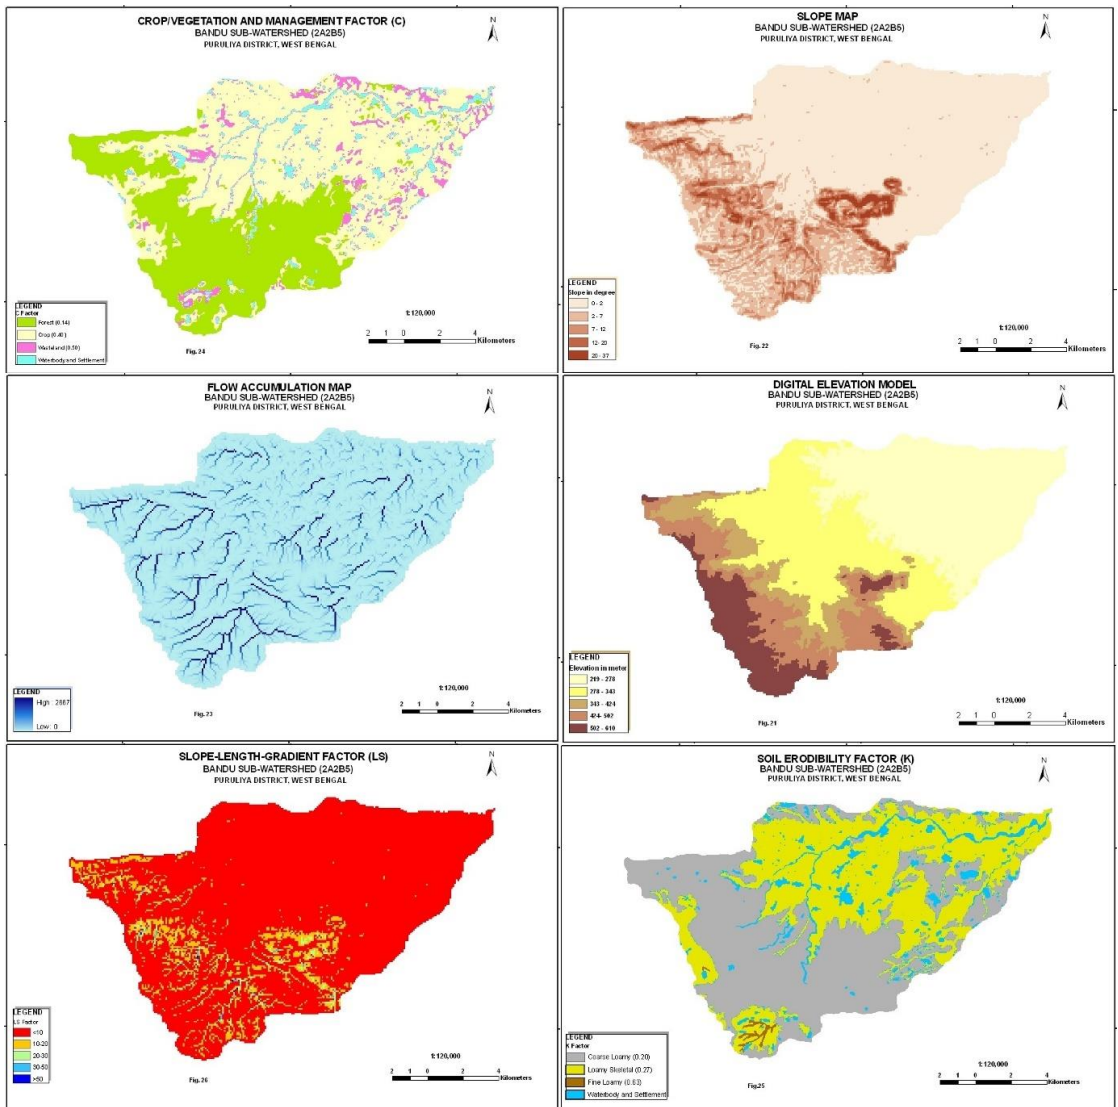 CROP/VEGETATION AND MANAGEMENT FACTOR (C)
BANDU SUB-WATERSHED (2A2B5)
PURULIYA DISTRICT, WEST BENGAL
N
LEGEND
C Factor
Forest (0.14)
Crop (0.40)
Wasteland (0.50)
Waterbody and Settlement
Fig. 24
1:120,000
2 1 0 2 4
Kilometers
SLOPE MAP
BANDU SUB-WATERSHED (2A2B5)
PURULIYA DISTRICT, WEST BENGAL
N
LEGEND
Slope in degree
0 - 2
2 - 7
7 - 12
12 - 20
20 - 37
Fig. 22
1:120,000
2 1 0 2 4
Kilometers
FLOW ACCUMULATION MAP
BANDU SUB-WATERSHED (2A2B5)
PURULIYA DISTRICT, WEST BENGAL
N
LEGEND
High : 2887
Low : 0
Fig. 23
1:120,000
2 1 0 2 4
Kilometers
DIGITAL ELEVATION MODEL
BANDU SUB-WATERSHED (2A2B5)
PURULIYA DISTRICT, WEST BENGAL
N
LEGEND
Elevation in meter
219 - 278
278 - 343
343 - 424
424 - 502
502 - 610
Fig. 21
1:120,000
2 1 0 2 4
Kilometers
SLOPE-LENGTH-GRADIENT FACTOR (LS)
BANDU SUB-WATERSHED (2A2B5)
PURULIYA DISTRICT, WEST BENGAL
N
LEGEND
LS Factor
<10
10-20
20-30
30-50
>50
Fig. 26
1:120,000
2 1 0 2 4
Kilometers
SOIL ERODIBILITY FACTOR (K)
BANDU SUB-WATERSHED (2A2B5)
PURULIYA DISTRICT, WEST BENGAL
N
LEGEND
K Factor
Coarse Loamy (0.20)
Loamy Skeletal (0.27)
Fine Loamy
Waterbody and Settlement
Fig.25
1:120,000
2 1 0 2 4
Kilometers